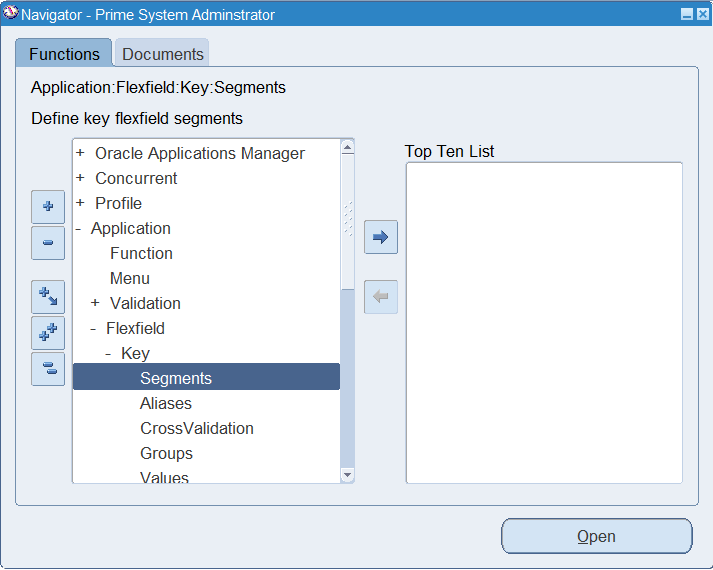 Navigator - Prime System Adminstrator
Functions
Documents
Application:Flexfield:Key:Segments
Define key flexfield segments
+ Oracle Applications Manager
+ Concurrent
+ Profile
- Application
Function
Menu
+ Validation
- Flexfield
- Key
Segments
Aliases
CrossValidation
Groups
Values
Top Ten List
Open